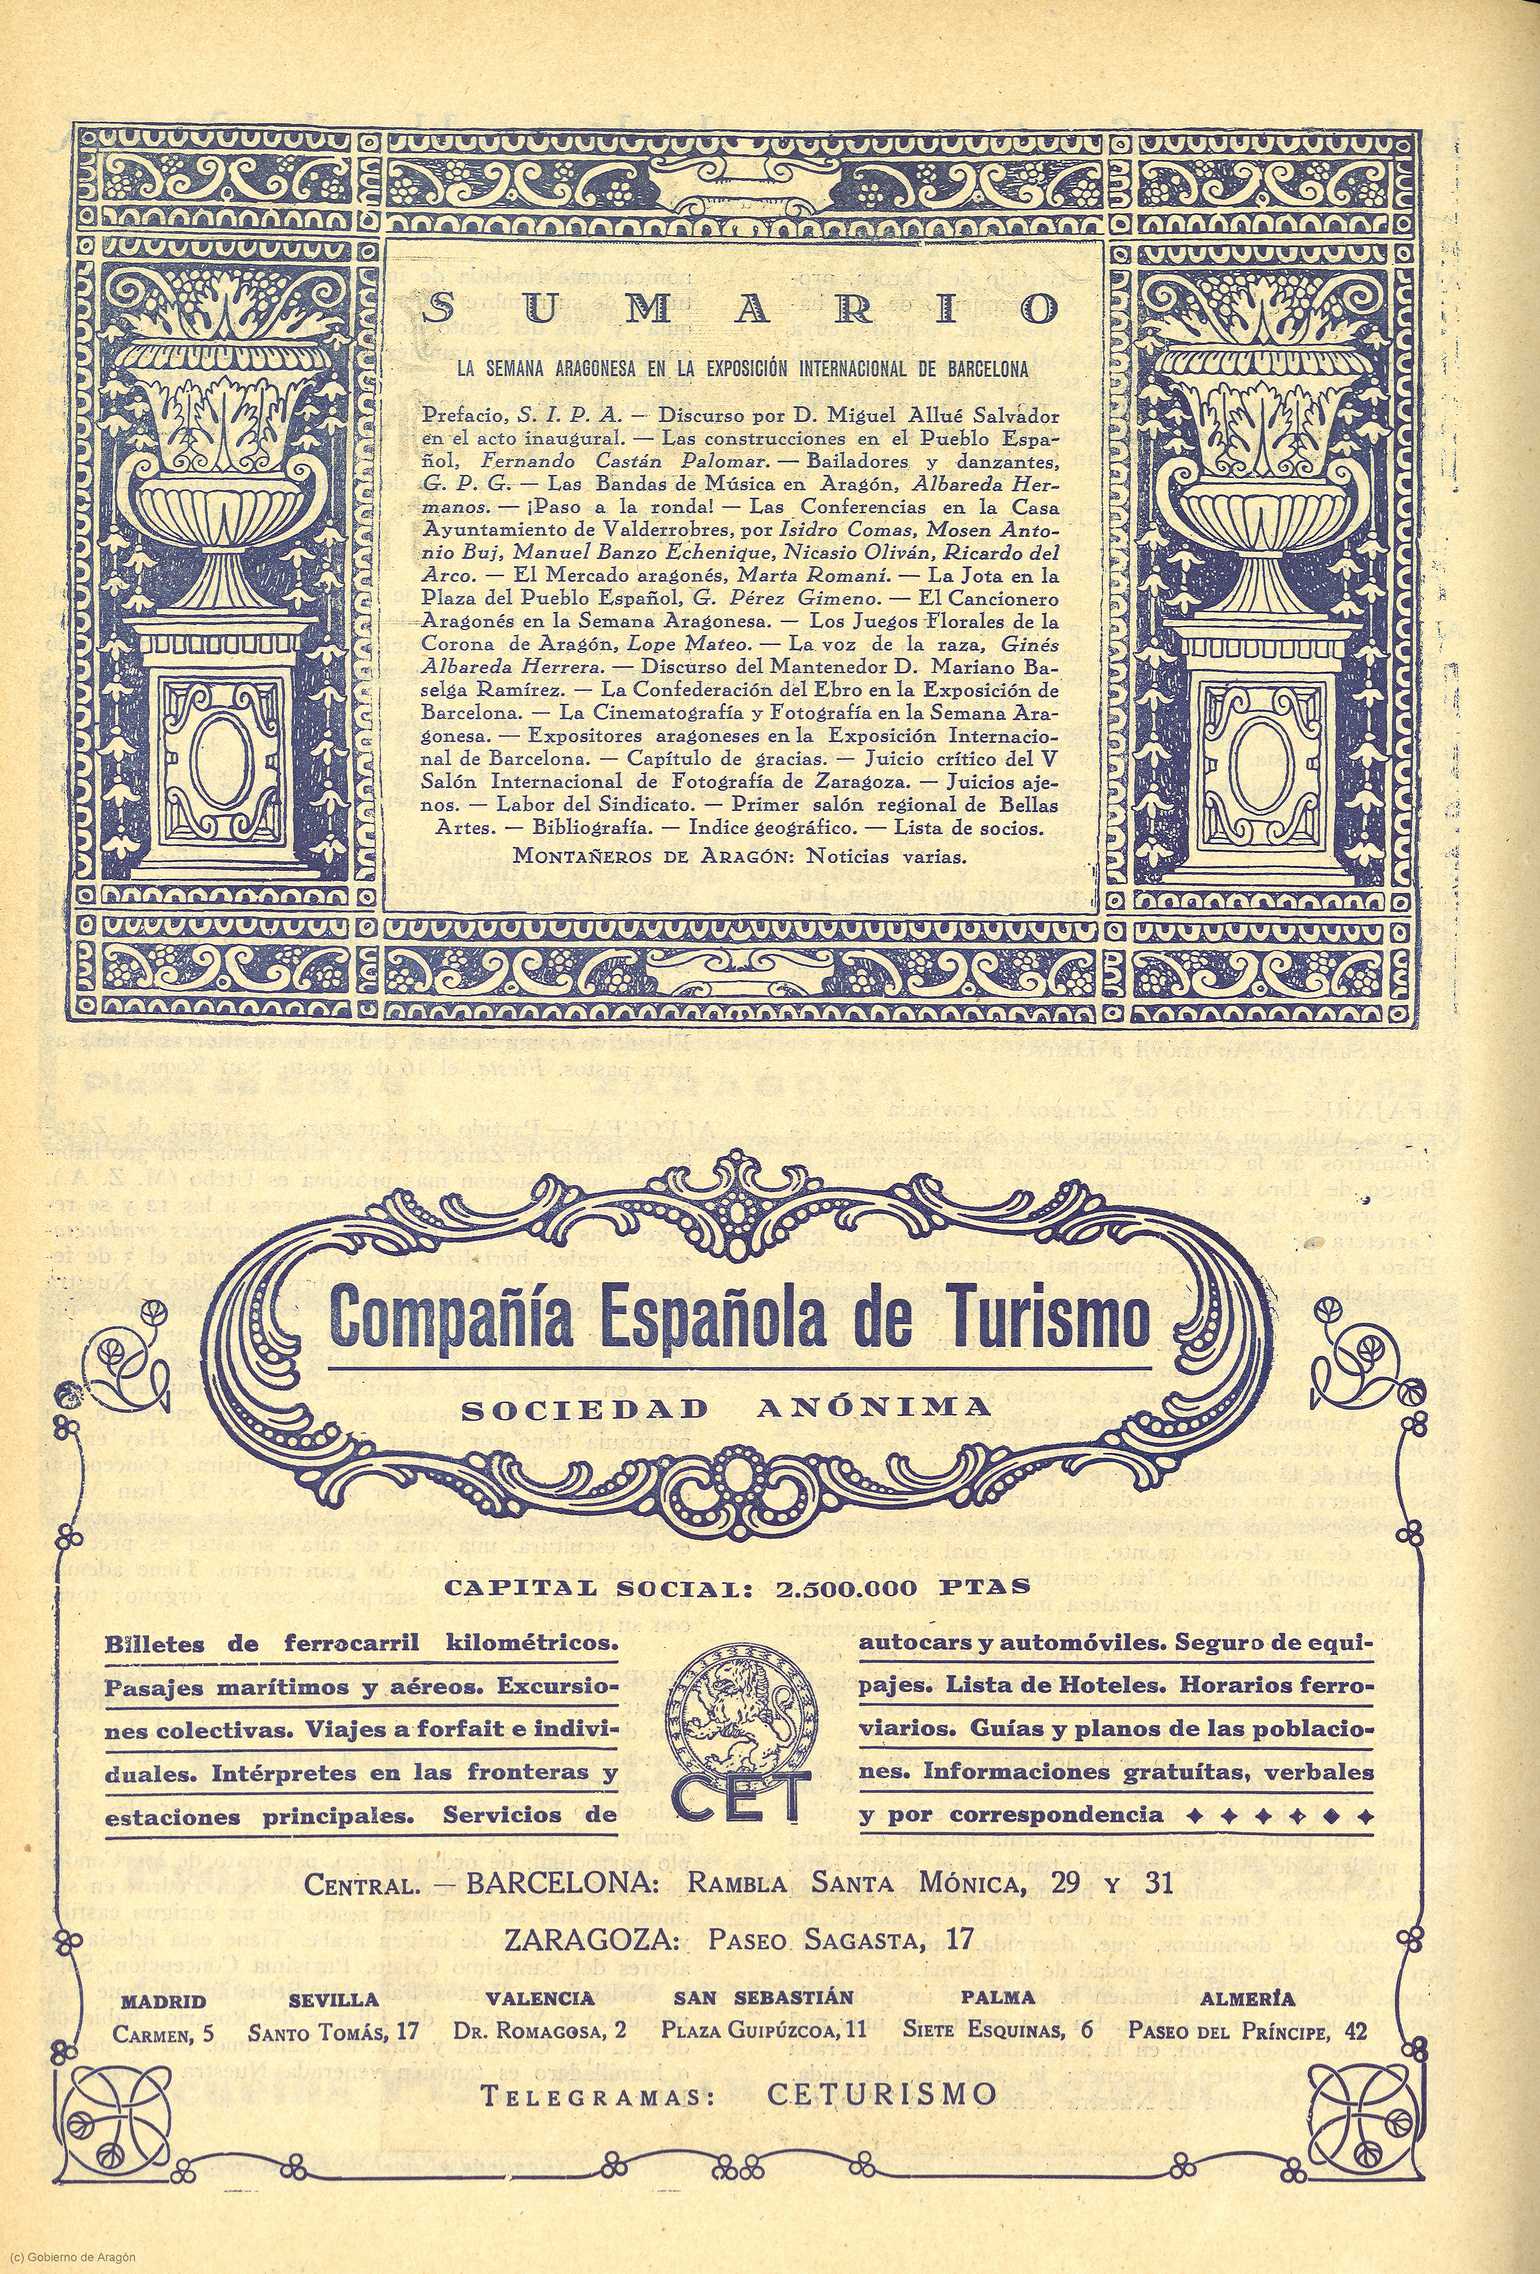 SUMARIO
LA SEMANA ARAGONESA EN LA EXPOSICIÓN INTERNACIONAL DE BARCELONA
Prefacio, S. I. P. A. — Discurso por D. Miguel Allué Salvador
en el acto inaugural. — Las construcciones en el Pueblo Espa-
ñol, Fernando Castán Palomar. — Bailadores y danzantes,
G. P. G. — Las Bandas de Música en Aragón, Albareda Her-
manos. — ¡Paso a la ronda! — Las Conferencias en la Casa
Ayuntamiento de Valderrobres, por Isidro Comas, Mosen Anto-
nio Buj, Manuel Banzo Echenique, Nicasio Oliván, Ricardo del
Arco. — El Mercado aragonés, Marta Romaní. — La Jota en la
Plaza del Pueblo Español, G. Pérez Gimeno. — El Cancionero
Aragonés en la Semana Aragonesa. — Los Juegos Florales de la
Corona de Aragón, Lope Mateo. — La voz de la raza, Ginés
Albareda Herrera. — Discurso del Mantenedor D. Mariano Ba-
selga Ramírez. — La Confederación del Ebro en la Exposición de
Barcelona. — La Cinematografía y Fotografía en la Semana Ara-
gonesa. — Expositores aragoneses en la Exposición Internacio-
nal de Barcelona. — Capítulo de gracias. — Juicio crítico del V
Salón Internacional de Fotografía de Zaragoza. — Juicios aje-
nos. — Labor del Sindicato. — Primer salón regional de Bellas
Artes. — Bibliografía. — Indice geográfico. — Lista de socios.
MONTAÑEROS DE ARAGÓN: Noticias varias.
Compañía Española de Turismo
SOCIEDAD ANÓNIMA
CAPITAL SOCIAL: 2.500.000 PTAS
Billetes de ferrocarril kilométricos.
Pasajes marítimos y aéreos. Excursio-
nes colectivas. Viajes a forfait e indivi-
duales. Intérpretes en las fronteras y
estaciones principales. Servicios de
CET
autocars y automóviles. Seguro de equi-
pajes. Lista de Hoteles. Horarios ferro-
viarios. Guías y planos de las poblacio-
nes. Informaciones gratuítas, verbales
y por correspondencia
CENTRAL. — BARCELONA: RAMBLA SANTA MÓNICA, 29 Y 31
ZARAGOZA: PASEO SAGASTA, 17
MADRID SEVILLA VALENCIA SAN SEBASTIÁN PALMA ALMERÍA
CARMEN, 5 SANTO TOMÁS, 17 DR. ROMAGOSA, 2 PLAZA GUIPÚZCOA, 11 SIETE ESQUINAS, 6 PASEO DEL PRÍNCIPE, 42
TELEGRAMAS: CETURISMO
(c) Gobierno de Aragón